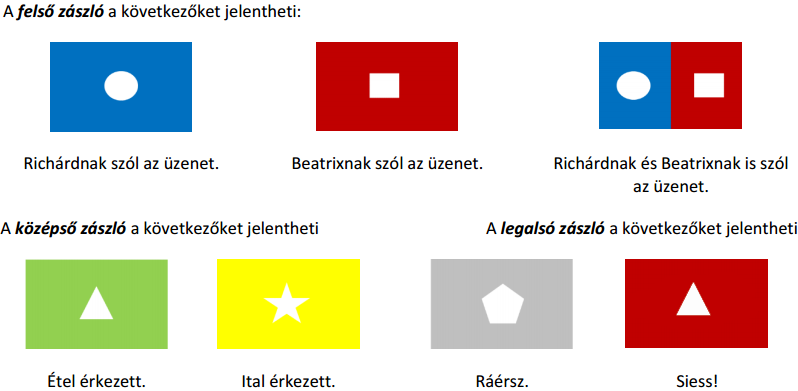 A felső zászló a következőket jelentheti:
Richárdnak szól az üzenet.
Beatrixnak szól az üzenet.
Richárdnak és Beatrixnak is szól
az üzenet.
A középső zászló a következőket jelentheti
A legalsó zászló a következőket jelentheti
Étel érkezett.
Ital érkezett.
Ráérsz.
Siess!